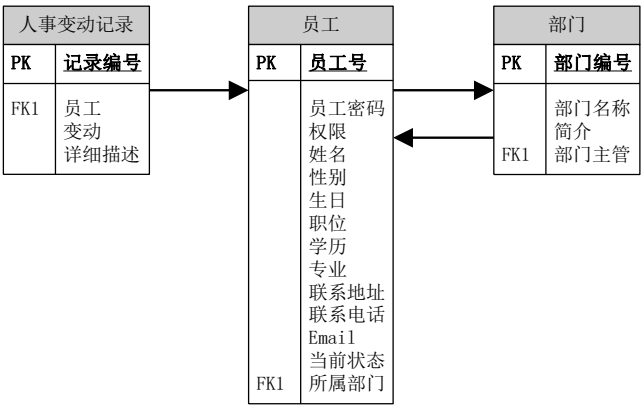 人事变动记录
PK 记录编号
FK1 员工
变动
详细描述
员工
PK 员工号
员工密码
权限
姓名
性别
生日
职位
学历
专业
联系地址
联系电话
Email
当前状态
FK1 所属部门
部门
PK 部门编号
部门名称
简介
FK1 部门主管